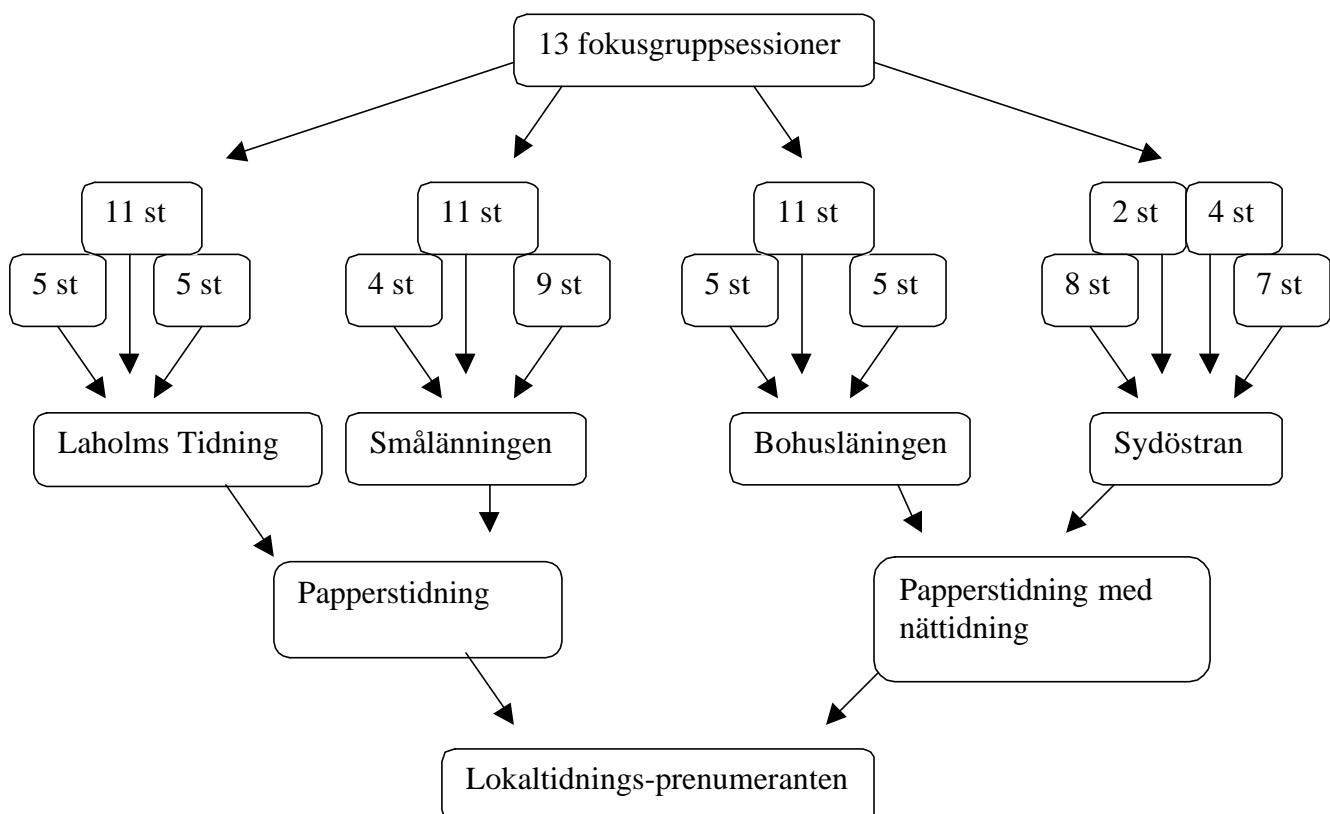 13 fokusgruppsessioner
11 st
11 st
11 st
2 st
4 st
5 st
5 st
4 st
9 st
5 st
5 st
8 st
7 st
Laholms Tidning
Smålänningen
Bohusläningen
Sydöstran
Papperstidning
Papperstidning med
nättidning
Lokaltidnings-prenumeranten